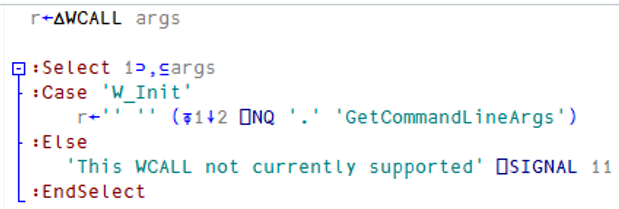 r←∆WCALL args
:Select 1⊃,⊆args
:Case 'W_Init'
r←'' '' (⍕1↓2 ⎕NQ '.' 'GetCommandLineArgs')
:Else
'This WCALL not currently supported' ⎕SIGNAL 11
:EndSelect